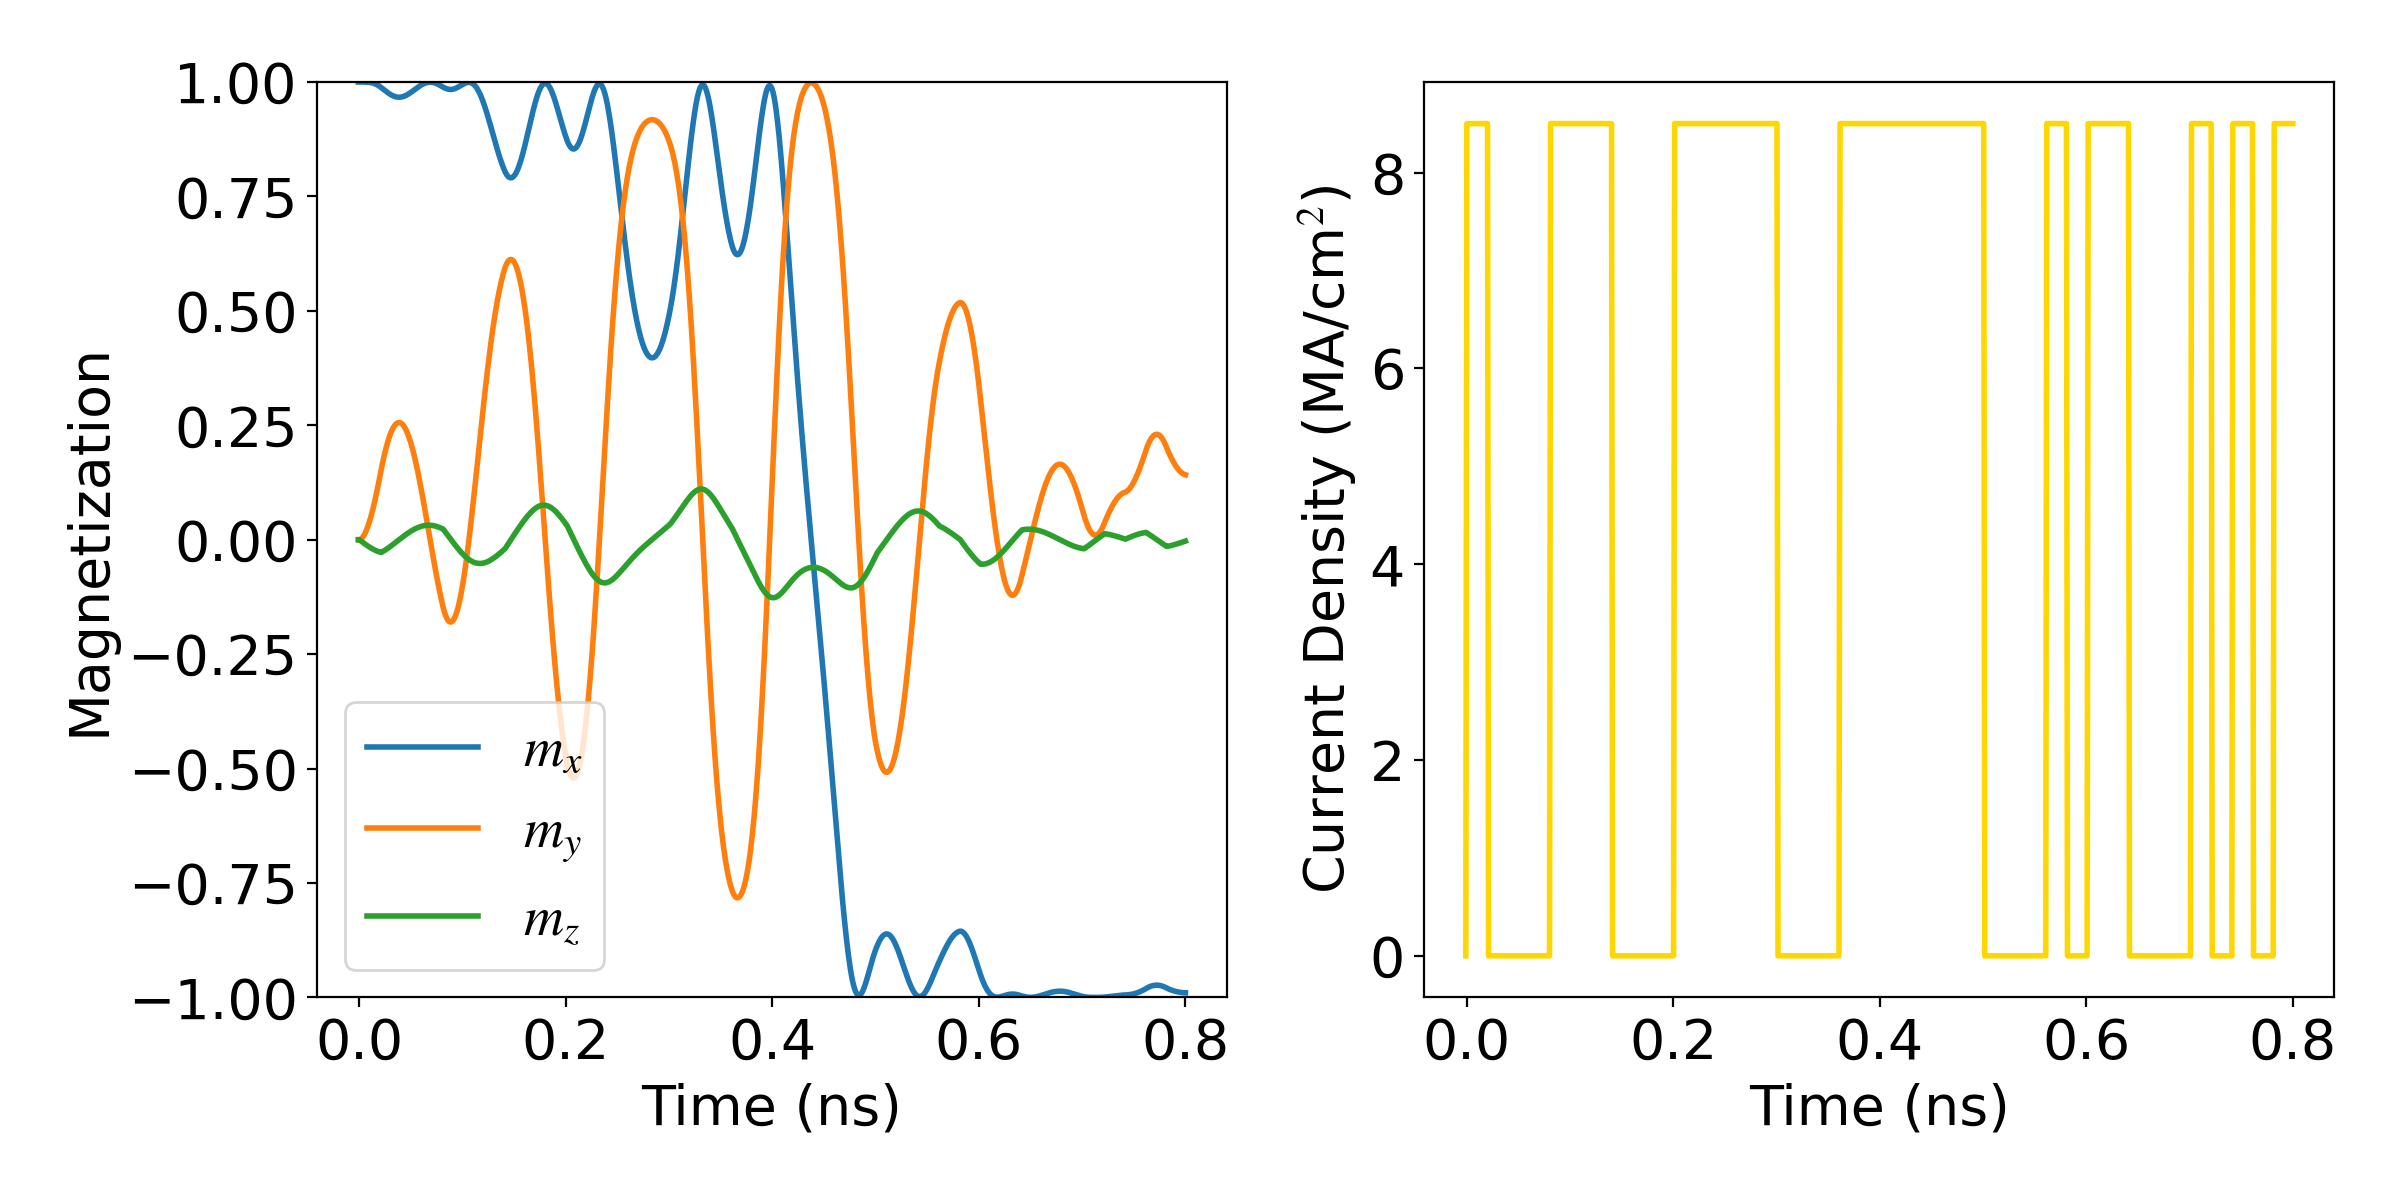 Magnetization
1.00
0.75
0.50
0.25
0.00
−0.25
−0.50
−0.75
−1.00
m_x
m_y
m_z
0.0 0.2 0.4 0.6 0.8
Time (ns)
Current Density (MA/cm²)
8
6
4
2
0
0.0 0.2 0.4 0.6 0.8
Time (ns)